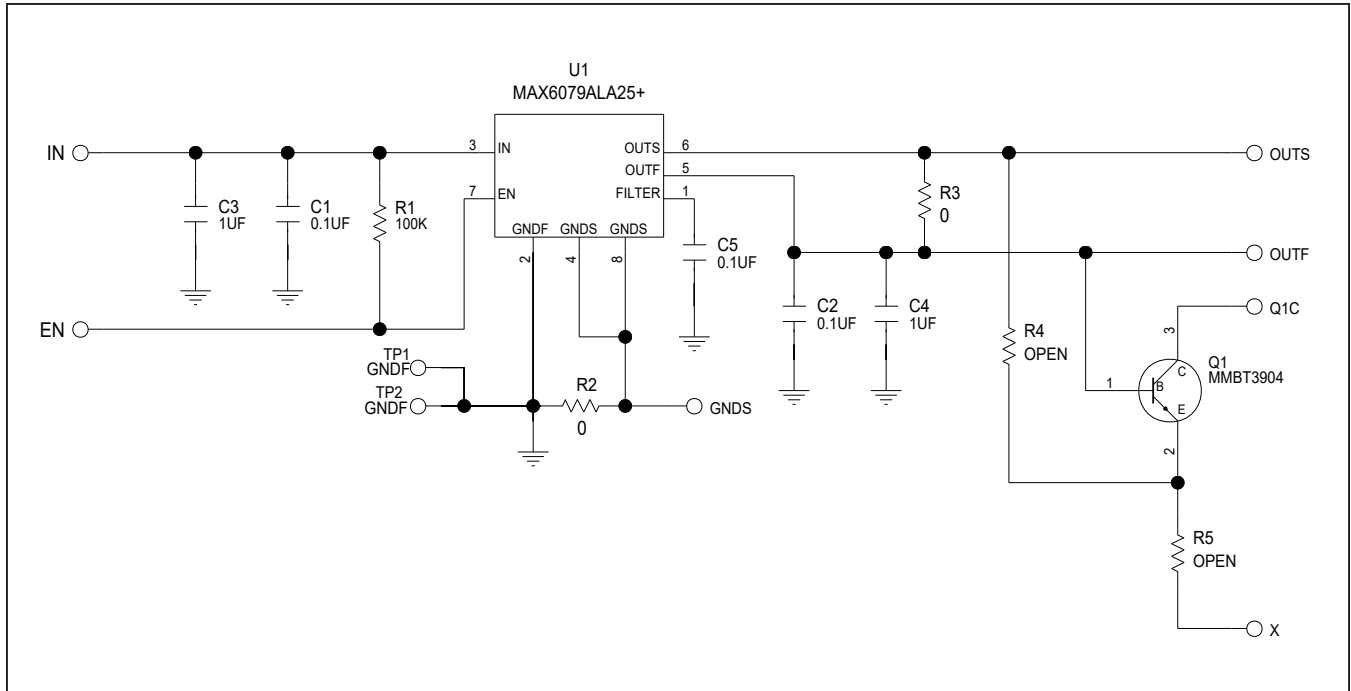 U1
MAX6079ALA25+
IN
3
IN
OUTS
6
OUTS
OUTF
5
FILTER
1
7
EN
GNDF
GNDS
GNDS
2
4
8
C3
1UF
C1
0.1UF
R1
100K
C5
0.1UF
R3
0
OUTF
C2
0.1UF
C4
1UF
Q1C
EN
R4
OPEN
3
Q1
MMBT3904
C
1
B
E
2
TP1
GNDF
TP2
GNDF
R2
0
GNDS
R5
OPEN
X